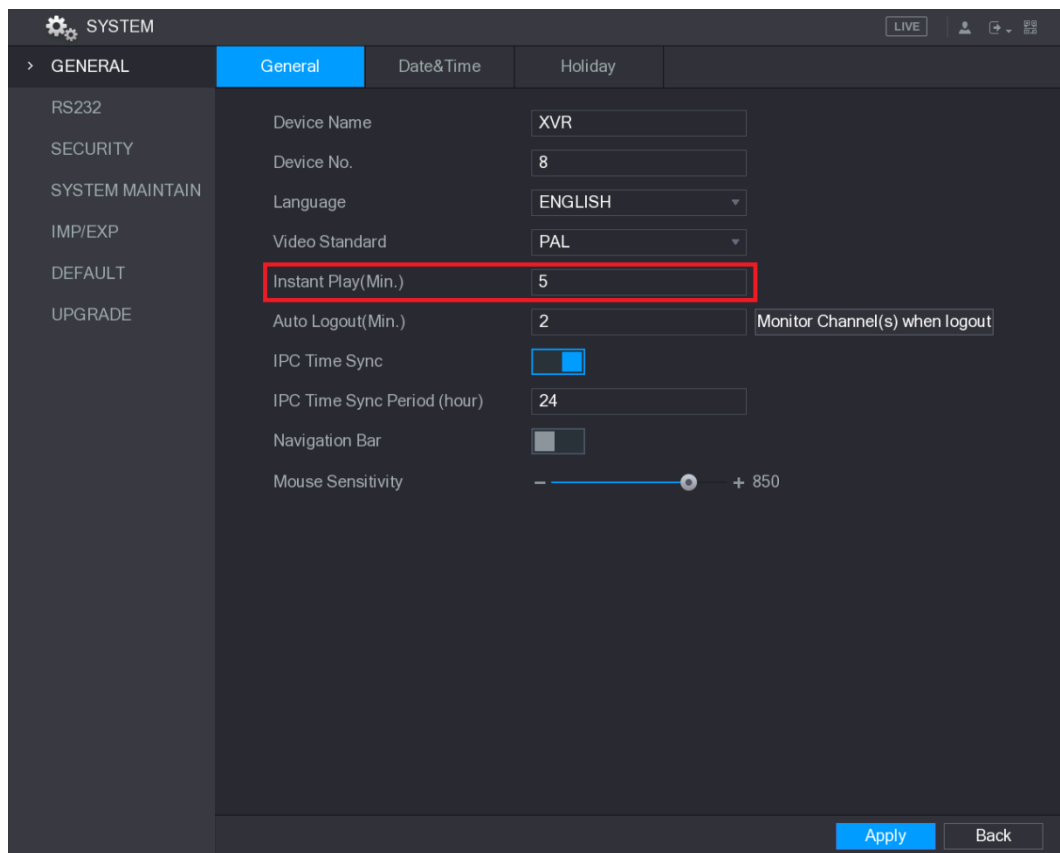 SYSTEM
LIVE
> GENERAL
General
Date&Time
Holiday
RS232
SECURITY
SYSTEM MAINTAIN
IMP/EXP
DEFAULT
UPGRADE
Device Name XVR
Device No. 8
Language ENGLISH
Video Standard PAL
Instant Play(Min.) 5
Auto Logout(Min.) 2 Monitor Channel(s) when logout
IPC Time Sync
IPC Time Sync Period (hour) 24
Navigation Bar
Mouse Sensitivity − + 850
Apply
Back